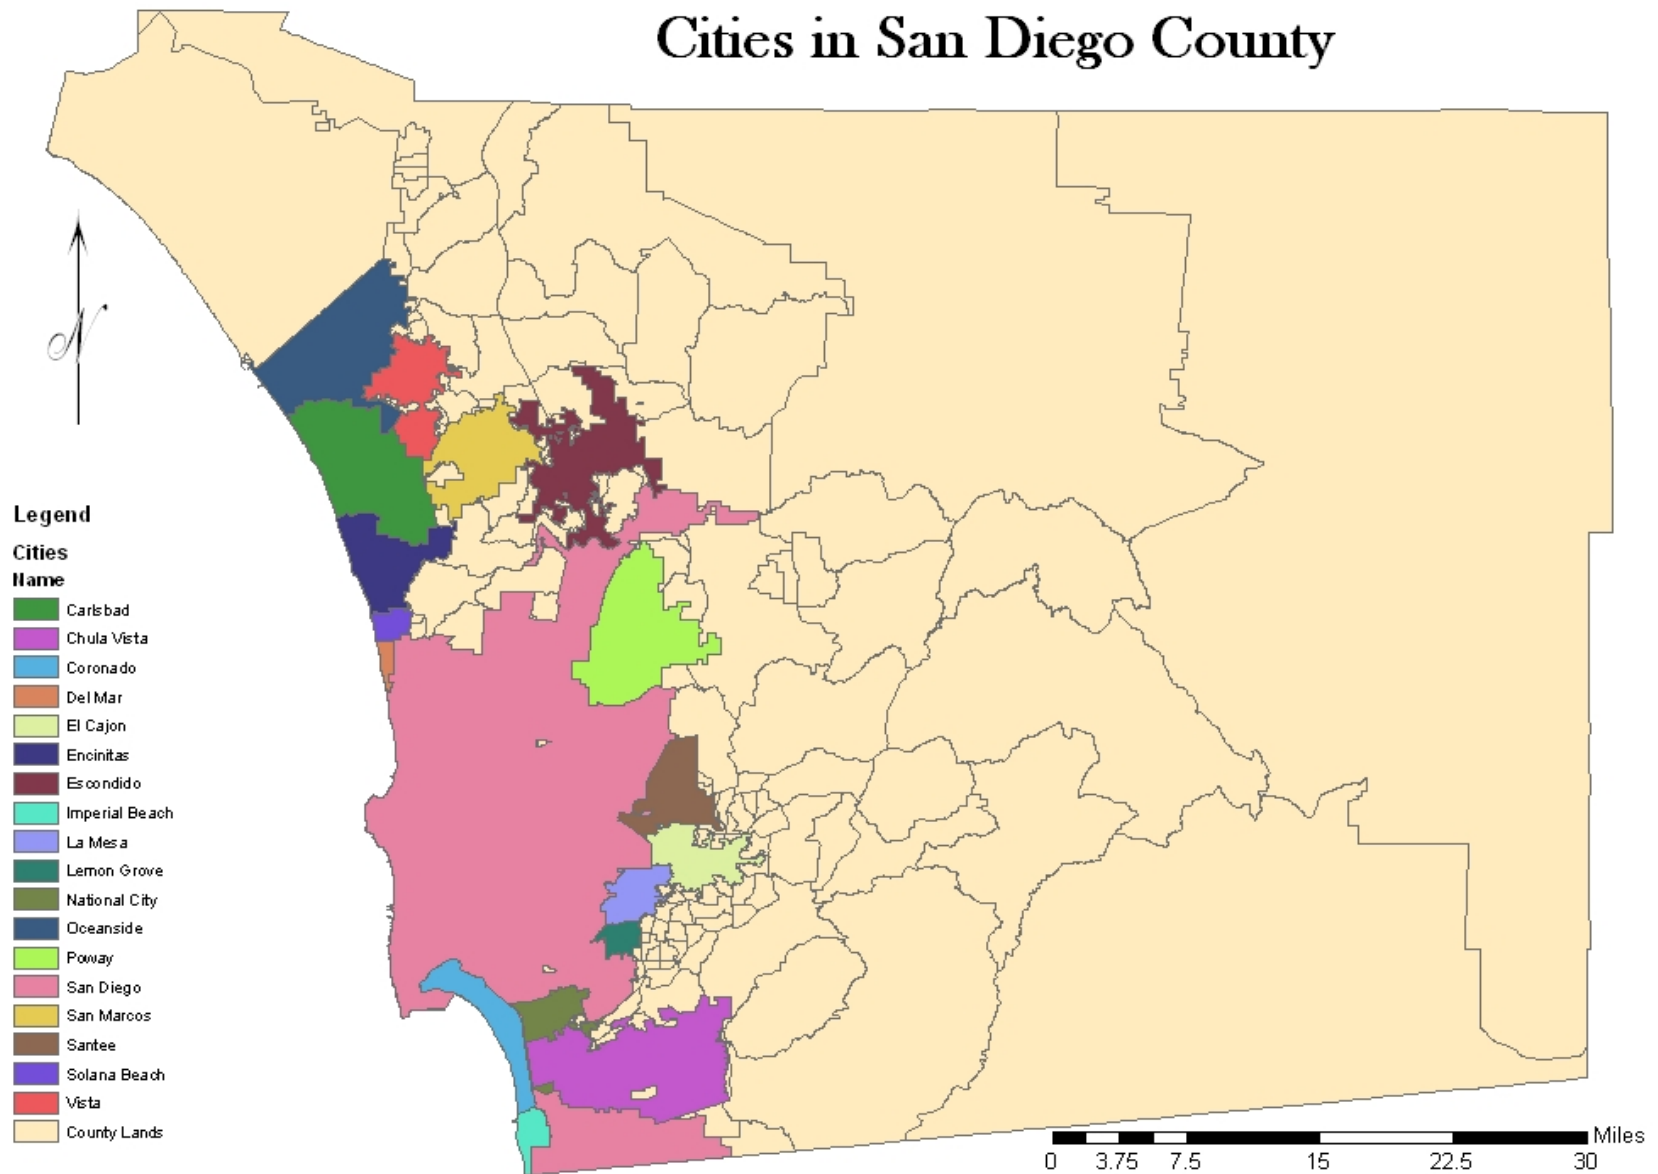 Cities in San Diego County
N
Legend
Cities
Name
Carlsbad
Chula Vista
Coronado
Del Mar
El Cajon
Encinitas
Escondido
Imperial Beach
La Mesa
Lemon Grove
National City
Oceanside
Poway
San Diego
San Marcos
Santee
Solana Beach
Vista
County Lands
Miles
0 3.75 7.5 15 22.5 30